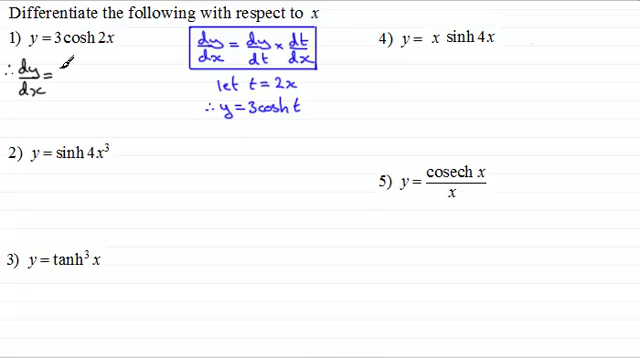 Differentiate the following with respect to x
1) y = 3cosh 2x
∴ dy/dx =
dy/dx = dy/dt × dt/dx
let t = 2x
∴ y = 3cosh t
2) y = sinh 4x³
3) y = tanh³ x
4) y = x sinh 4x
5) y = cosech x / x